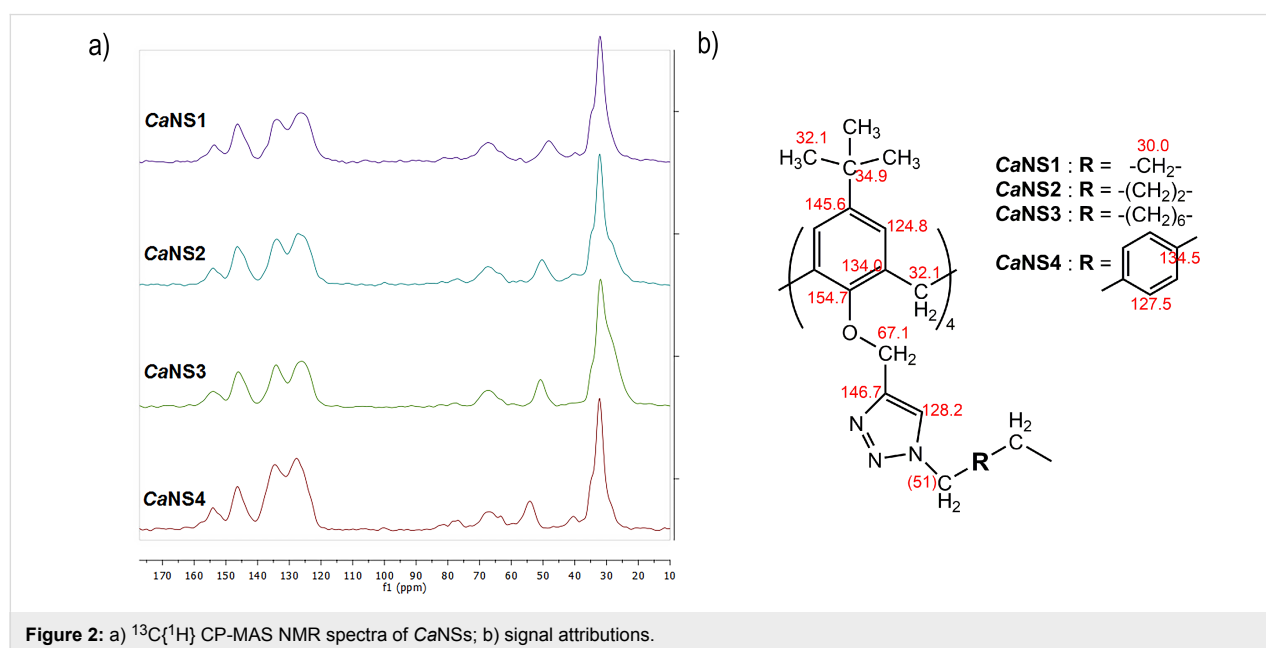 a)
CaNS1
CaNS2
CaNS3
CaNS4
170 160 150 140 130 120 110 100 90 80 70 60 50 40 30 20 10
f1 (ppm)
b)
CH₃
32.1
H₃C
C
CH₃
34.9
145.6
124.8
134.0
32.1
154.7
C
H₂
4
O
67.1
CH₂
146.7
128.2
N
N
N
(51)
C
H₂
R
H₂
C
30.0
CaNS1 : R = -CH₂-
CaNS2 : R = -(CH₂)₂-
CaNS3 : R = -(CH₂)₆-
CaNS4 : R =
134.5
127.5
Figure 2: a) ¹³C{¹H} CP-MAS NMR spectra of CaNSs; b) signal attributions.